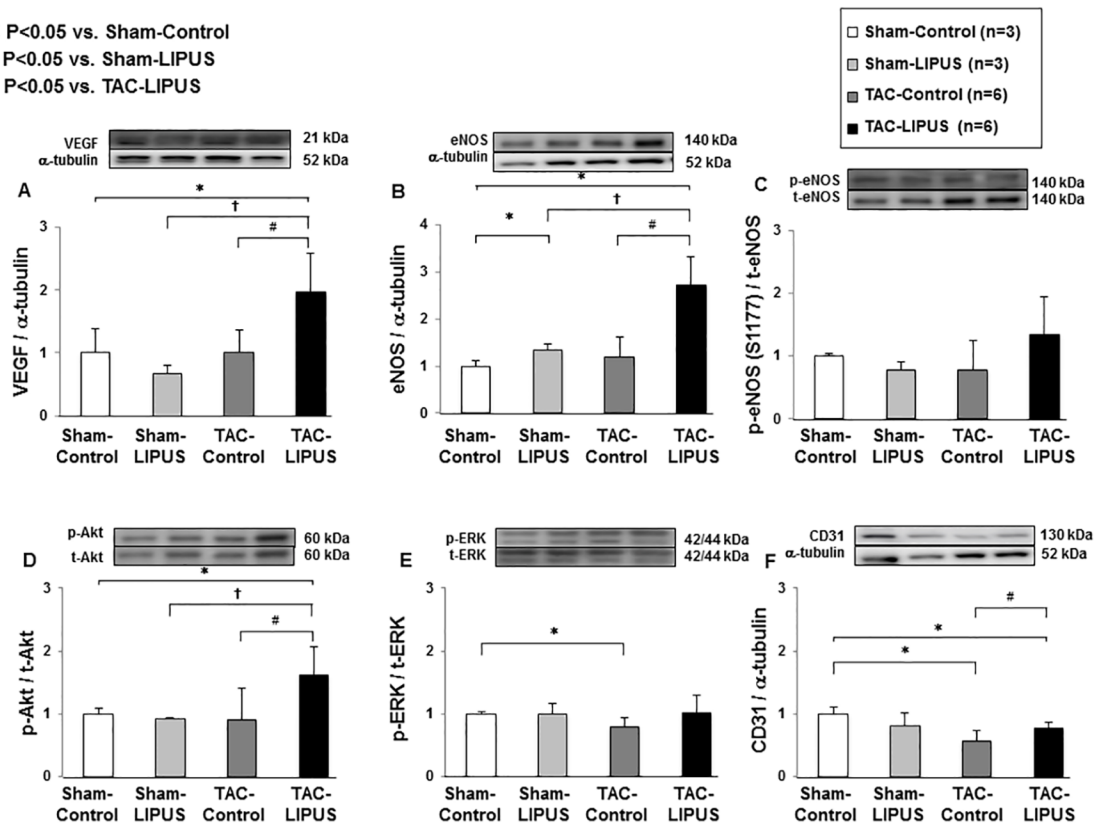 P<0.05 vs. Sham-Control
P<0.05 vs. Sham-LIPUS
P<0.05 vs. TAC-LIPUS
Sham-Control (n=3)
Sham-LIPUS (n=3)
TAC-Control (n=6)
TAC-LIPUS (n=6)
VEGF 21 kDa
α-tubulin 52 kDa
A
*
†
#
VEGF / α-tubulin
3
2
1
0
Sham-Control
Sham-LIPUS
TAC-Control
TAC-LIPUS
eNOS 140 kDa
α-tubulin 52 kDa
B
*
†
* #
eNOS / α-tubulin
4
3
2
1
0
Sham-Control
Sham-LIPUS
TAC-Control
TAC-LIPUS
C
p-eNOS 140 kDa
t-eNOS 140 kDa
p-eNOS (S1177) / t-eNOS
3
2
1
0
Sham-Control
Sham-LIPUS
TAC-Control
TAC-LIPUS
p-Akt 60 kDa
t-Akt 60 kDa
D
*
†
#
p-Akt / t-Akt
3
2
1
0
Sham-Control
Sham-LIPUS
TAC-Control
TAC-LIPUS
p-ERK 42/44 kDa
t-ERK 42/44 kDa
E
*
p-ERK / t-ERK
3
2
1
0
Sham-Control
Sham-LIPUS
TAC-Control
TAC-LIPUS
CD31 130 kDa
α-tubulin 52 kDa
F
#
*
*
CD31 / α-tubulin
3
2
1
0
Sham-Control
Sham-LIPUS
TAC-Control
TAC-LIPUS